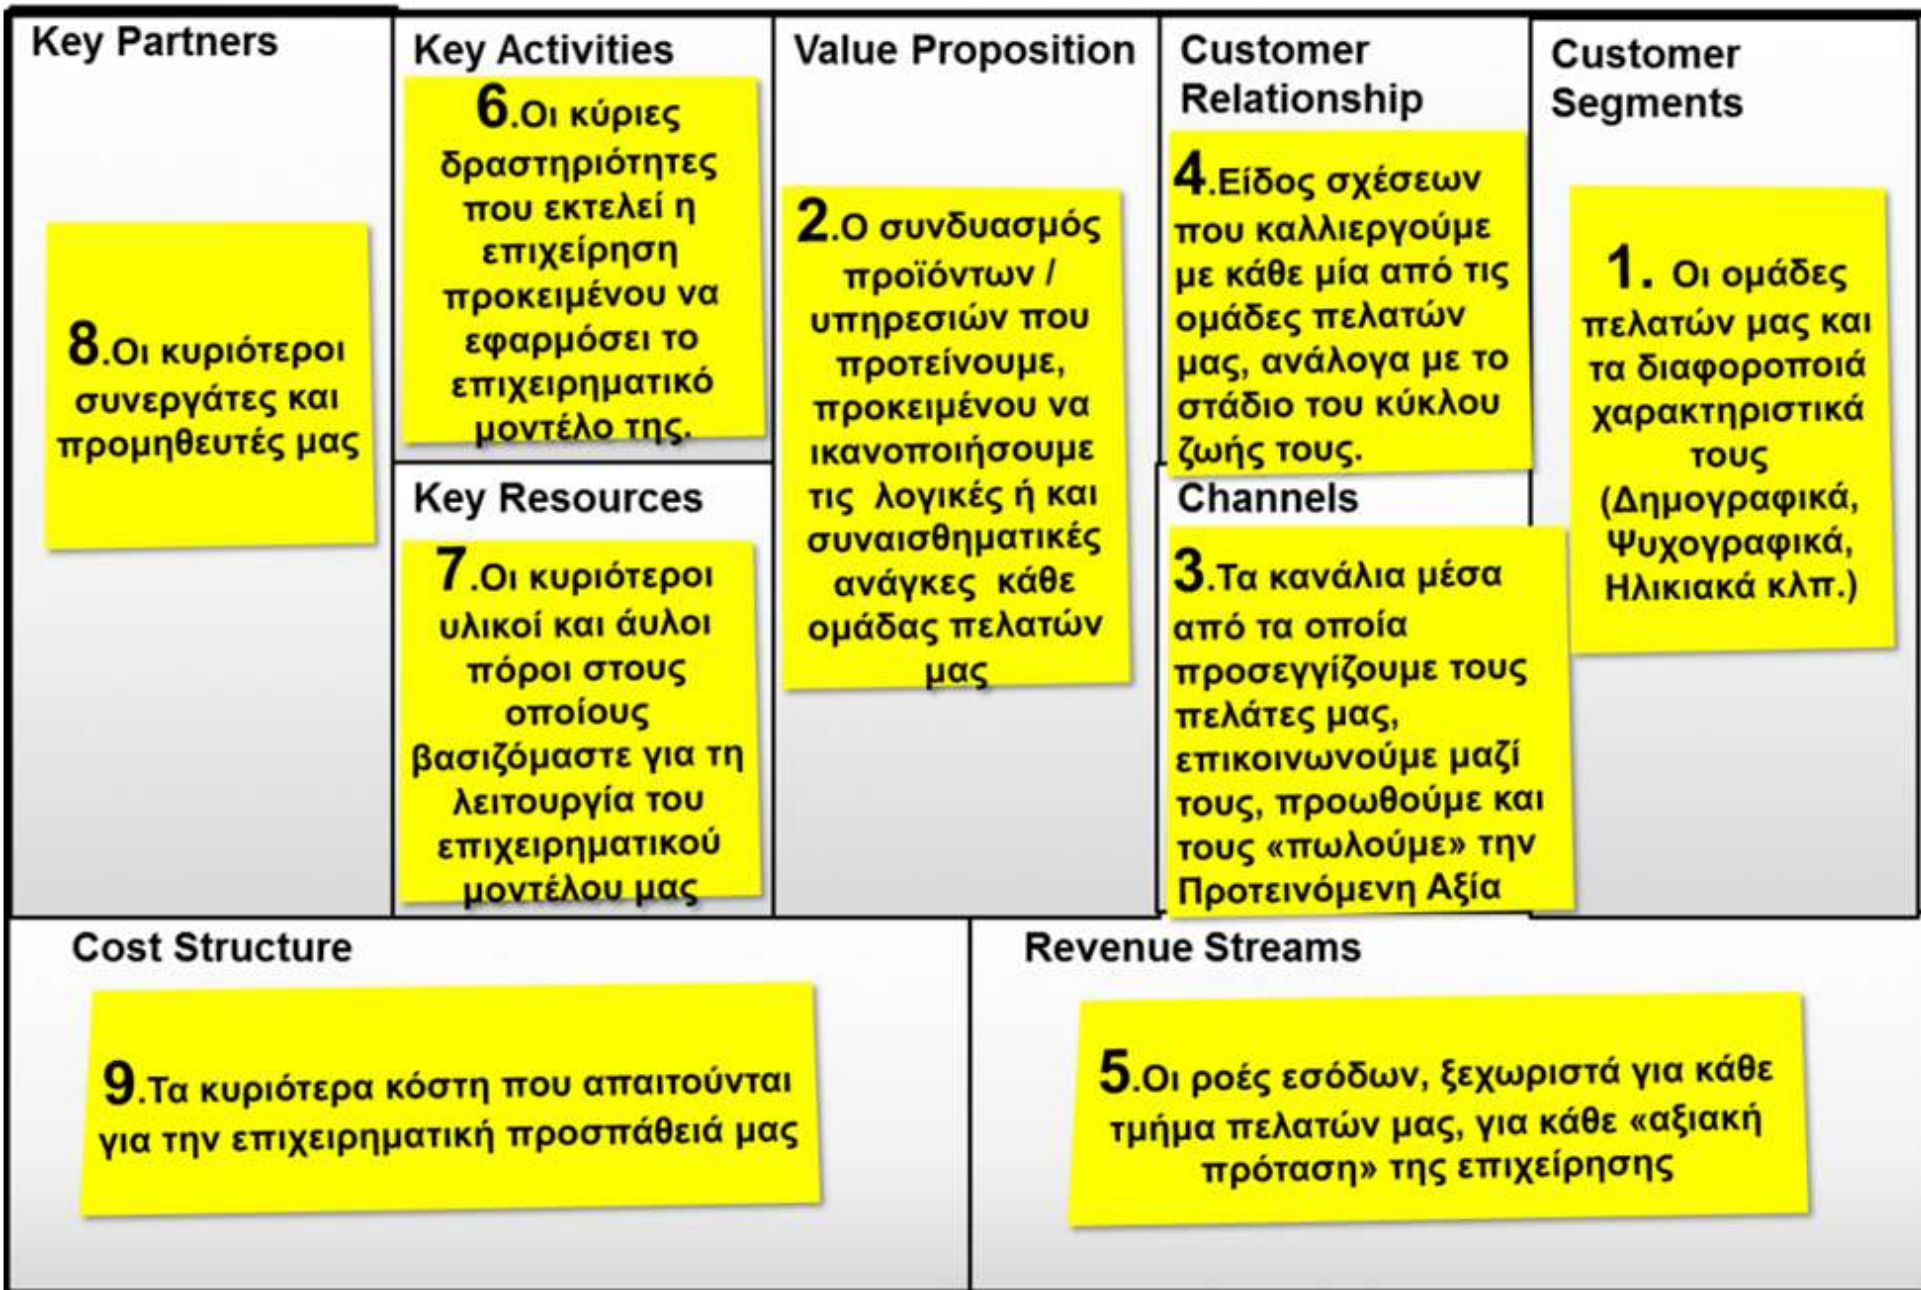 Key Partners
8.Οι κυριότεροι
συνεργάτες και
προμηθευτές μας
Key Activities
6.Οι κύριες
δραστηριότητες
που εκτελεί η
επιχείρηση
προκειμένου να
εφαρμόσει το
επιχειρηματικό
μοντέλο της.
Key Resources
7.Οι κυριότεροι
υλικοί και άυλοι
πόροι στους
οποίους
βασιζόμαστε για τη
λειτουργία του
επιχειρηματικού
μοντέλου μας
Value Proposition
2.Ο συνδυασμός
προϊόντων /
υπηρεσιών που
προτείνουμε,
προκειμένου να
ικανοποιήσουμε
τις λογικές ή και
συναισθηματικές
ανάγκες κάθε
ομάδας πελατών
μας
Customer
Relationship
4.Είδος σχέσεων
που καλλιεργούμε
με κάθε μία από τις
ομάδες πελατών
μας, ανάλογα με το
στάδιο του κύκλου
ζωής τους.
Channels
3.Τα κανάλια μέσα
από τα οποία
προσεγγίζουμε τους
πελάτες μας,
επικοινωνούμε μαζί
τους, προωθούμε και
τους «πωλούμε» την
Προτεινόμενη Αξία
Customer
Segments
1. Οι ομάδες
πελατών μας και
τα διαφοροποιά
χαρακτηριστικά
τους
(Δημογραφικά,
Ψυχογραφικά,
Ηλικιακά κλπ.)
Cost Structure
9.Τα κυριότερα κόστη που απαιτούνται
για την επιχειρηματική προσπάθειά μας
Revenue Streams
5.Οι ροές εσόδων, ξεχωριστά για κάθε
τμήμα πελατών μας, για κάθε «αξιακή
πρόταση» της επιχείρησης